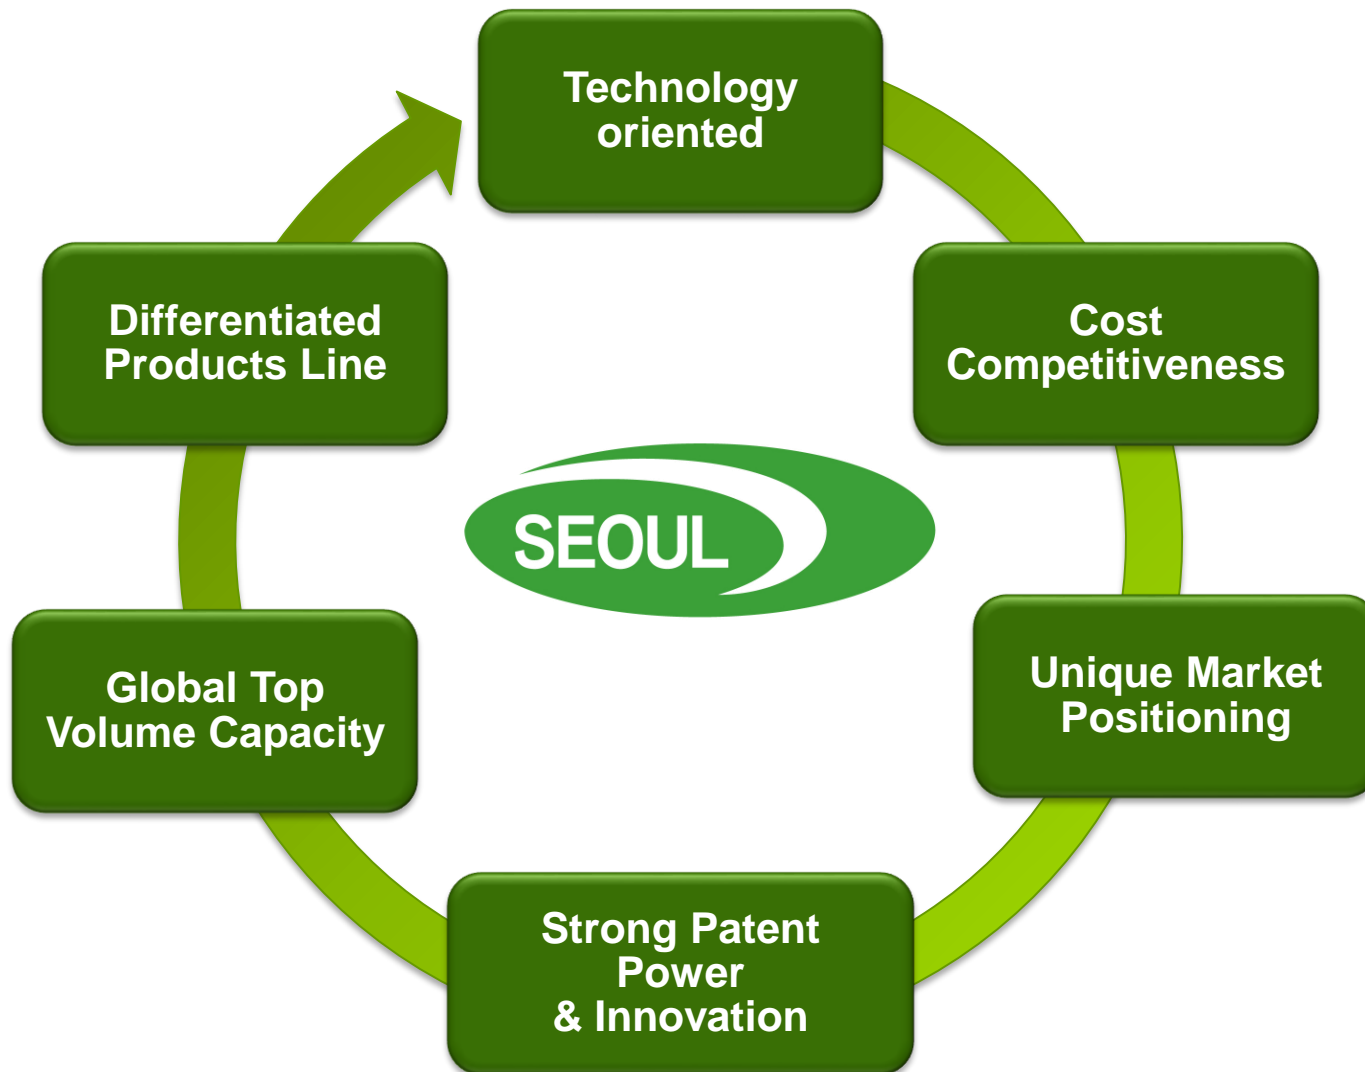 Technology
oriented
Cost
Competitiveness
Unique Market
Positioning
Strong Patent
Power
& Innovation
Global Top
Volume Capacity
Differentiated
Products Line
SEOUL